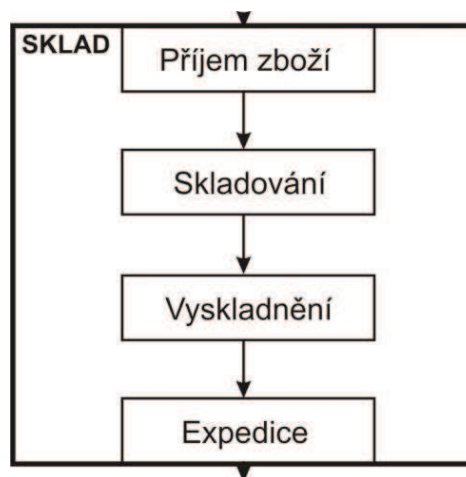 SKLAD
Příjem zboží
Skladování
Vyskladnění
Expedice